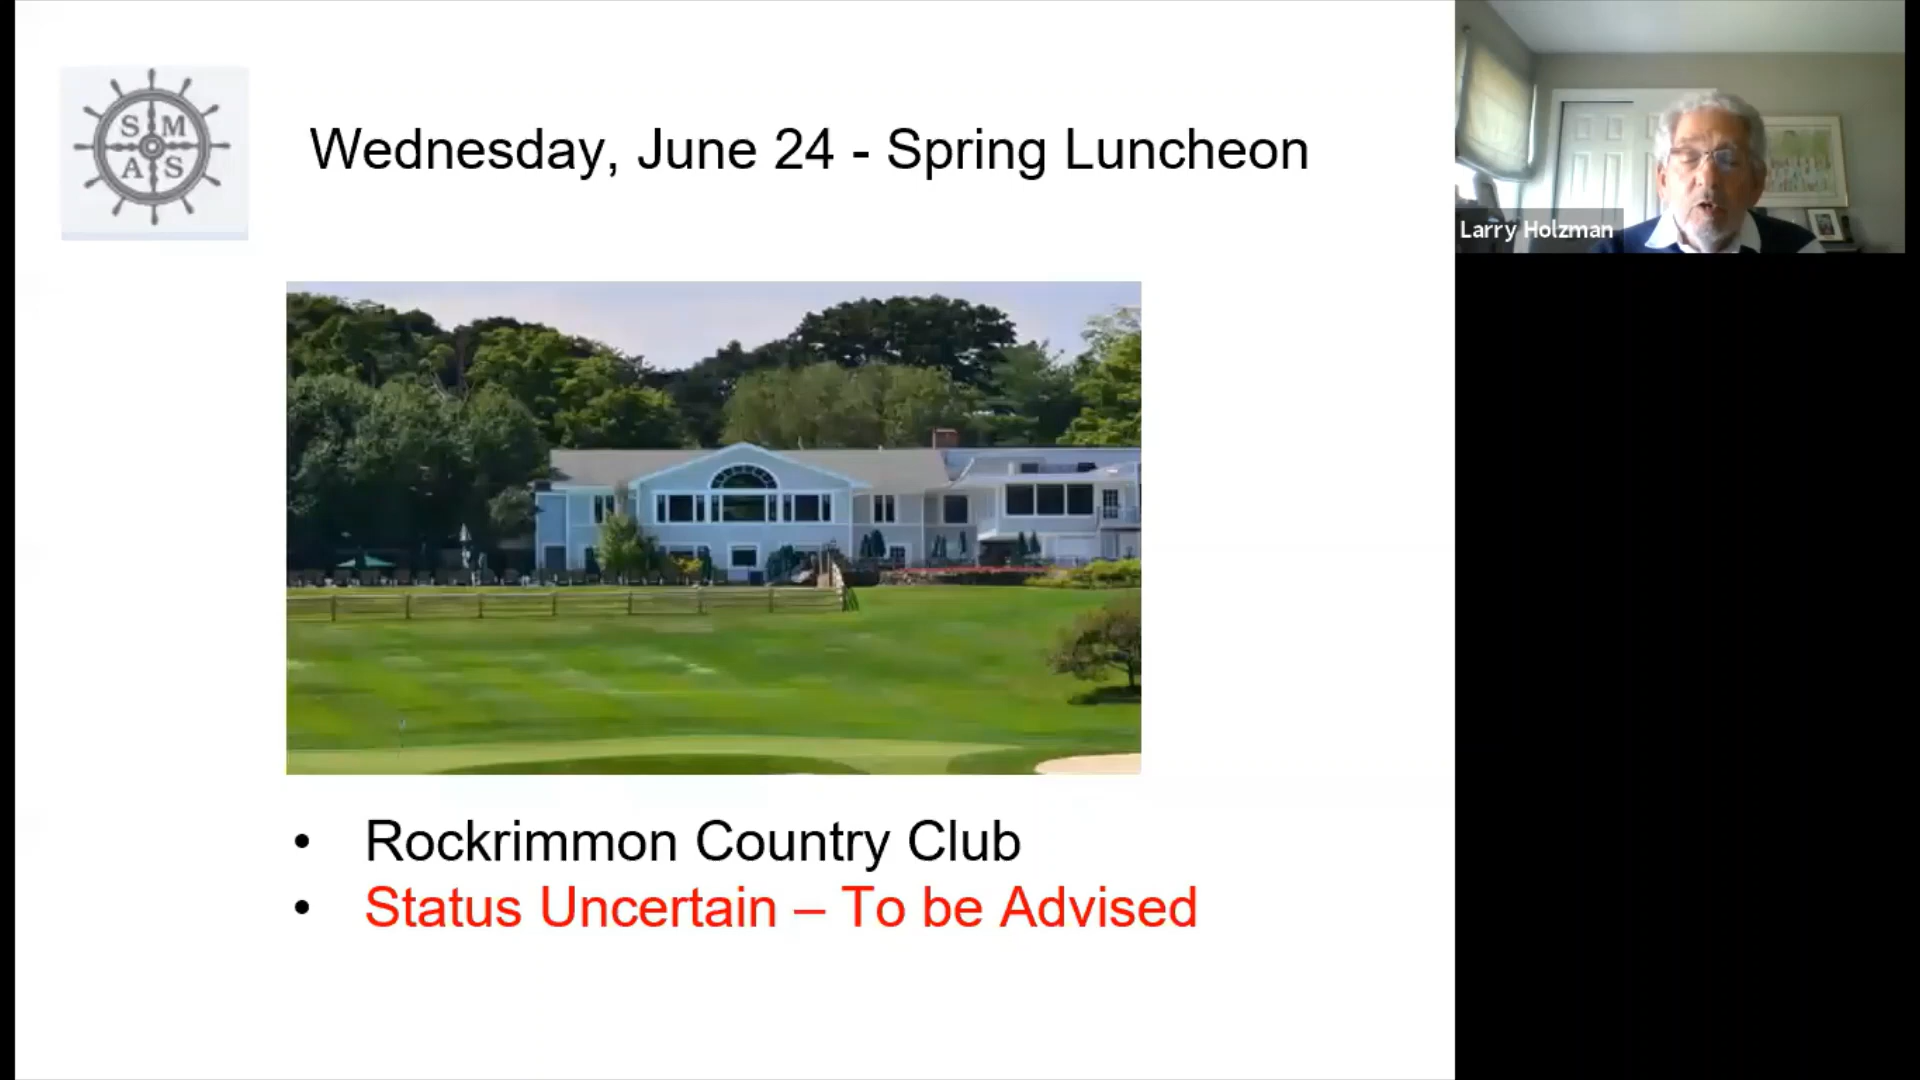 S M
A S
Wednesday, June 24 - Spring Luncheon
Larry Holzman
• Rockrimmon Country Club
• Status Uncertain – To be Advised